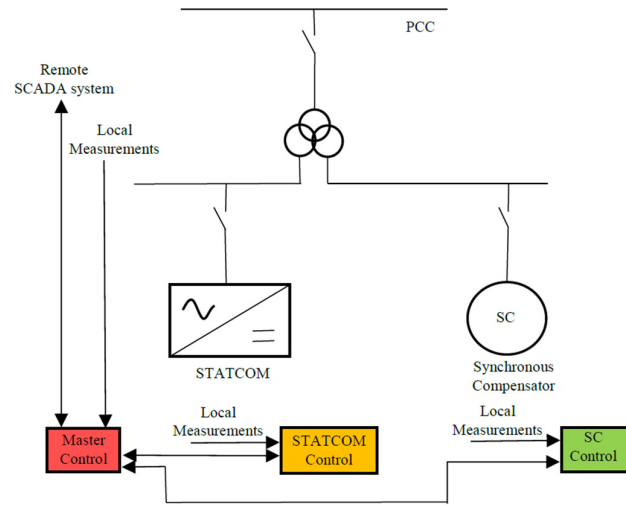 PCC
Remote
SCADA system
Local
Measurements
SC
STATCOM
Synchronous
Compensator
Local
Measurements
Local
Measurements
Master
Control
STATCOM
Control
SC
Control